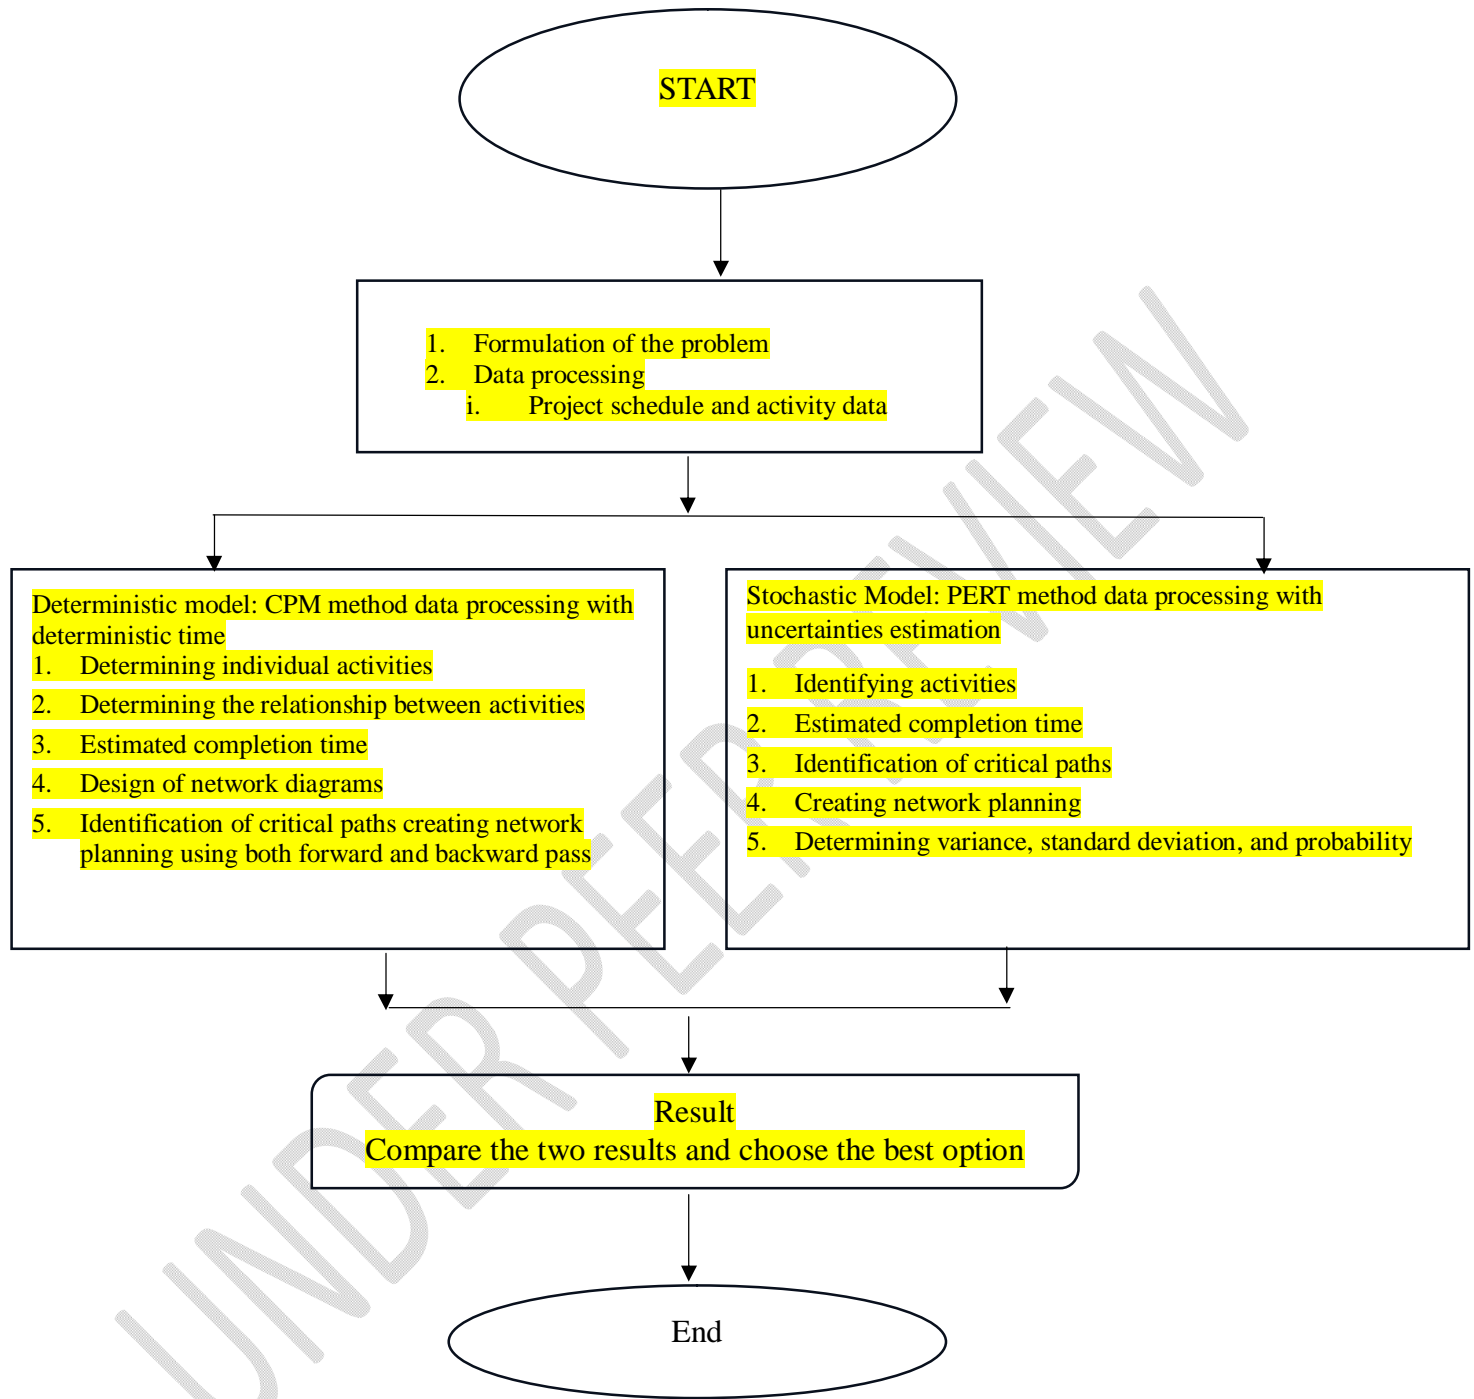 START
1. Formulation of the problem
2. Data processing
i. Project schedule and activity data
Deterministic model: CPM method data processing with
deterministic time
1. Determining individual activities
2. Determining the relationship between activities
3. Estimated completion time
4. Design of network diagrams
5. Identification of critical paths creating network
planning using both forward and backward pass
Stochastic Model: PERT method data processing with
uncertainties estimation
1. Identifying activities
2. Estimated completion time
3. Identification of critical paths
4. Creating network planning
5. Determining variance, standard deviation, and probability
Result
Compare the two results and choose the best option
End
UNDER PEER REVIEW